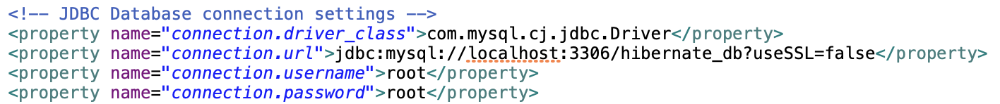 <!-- JDBC Database connection settings -->
<property name="connection.driver_class">com.mysql.cj.jdbc.Driver</property>
<property name="connection.url">jdbc:mysql://localhost:3306/hibernate_db?useSSL=false</property>
<property name="connection.username">root</property>
<property name="connection.password">root</property>